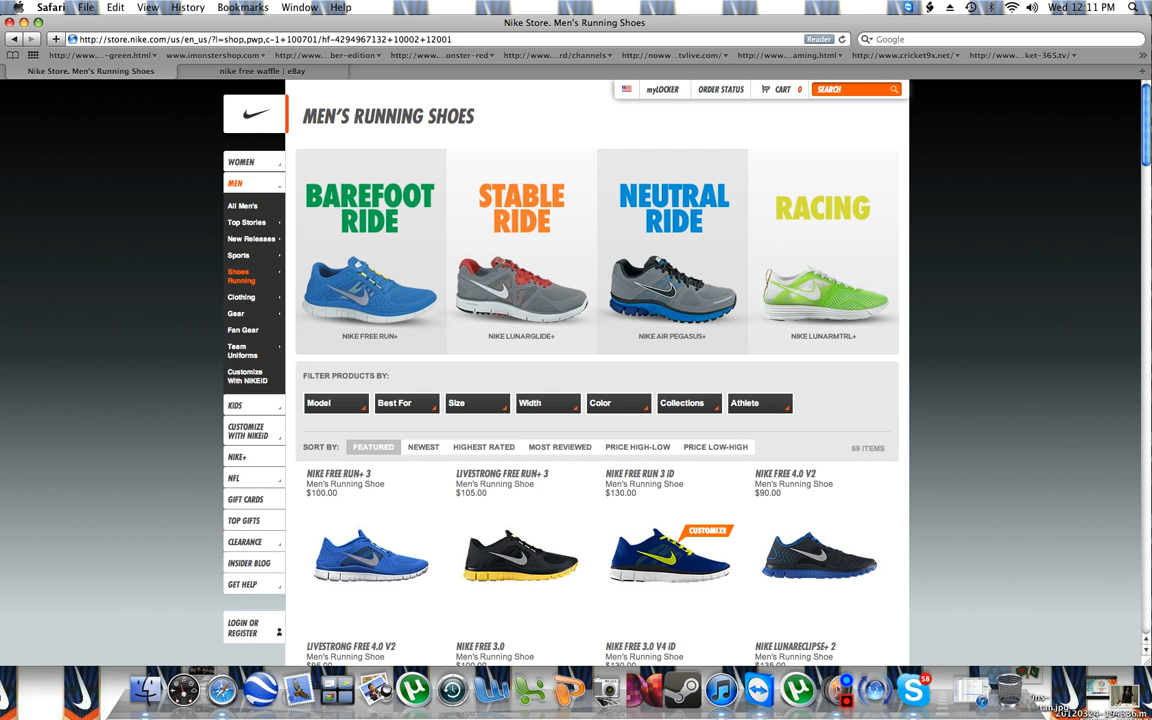 Safari File Edit View History Bookmarks Window Help
Wed 12:11 PM
Nike Store. Men's Running Shoes
http://store.nike.com/us/en_us/?l=shop,pwp,c-1+100701/hf-4294967132+10002+12001
Reader
Google
http://www....-green.html www.imonstershop.com http://www....ber-edition http://www....onster-red http://www....rd/channels http://now....tvlive.com/ http://www....aming.html http://www.cricket9x.net/ http://www....ket-365.tv/
Nike Store. Men's Running Shoes
nike free waffle | eBay
myLOCKER
ORDER STATUS
CART 0
SEARCH
MEN'S RUNNING SHOES
WOMEN
MEN
All Men's
Top Stories
New Releases
Sports
Shoes
Running
Clothing
Gear
Fan Gear
Team
Uniforms
Customize
With NIKEiD
KIDS
CUSTOMIZE
WITH NIKEiD
NIKE+
NFL
GIFT CARDS
TOP GIFTS
CLEARANCE
INSIDER BLOG
GET HELP
LOGIN OR
REGISTER
BAREFOOT
RIDE
NIKE FREE RUN+
STABLE
RIDE
NIKE LUNARGLIDE+
NEUTRAL
RIDE
NIKE AIR PEGASUS+
RACING
NIKE LUNARMTRL+
FILTER PRODUCTS BY:
Model Best For Size Width Color Collections Athlete
SORT BY: FEATURED NEWEST HIGHEST RATED MOST REVIEWED PRICE HIGH-LOW PRICE LOW-HIGH
69 ITEMS
NIKE FREE RUN+ 3
Men's Running Shoe
$100.00
LIVESTRONG FREE RUN+ 3
Men's Running Shoe
$105.00
NIKE FREE RUN 3 iD
Men's Running Shoe
$130.00
NIKE FREE 4.0 V2
Men's Running Shoe
$90.00
CUSTOMIZE
LIVESTRONG FREE 4.0 V2
Men's Running Shoe
$95.00
NIKE FREE 3.0
Men's Running Shoe
$100.00
NIKE FREE 3.0 V4 iD
Men's Running Shoe
$130.00
NIKE LUNARECLIPSE+ 2
Men's Running Shoe
$135.00
58